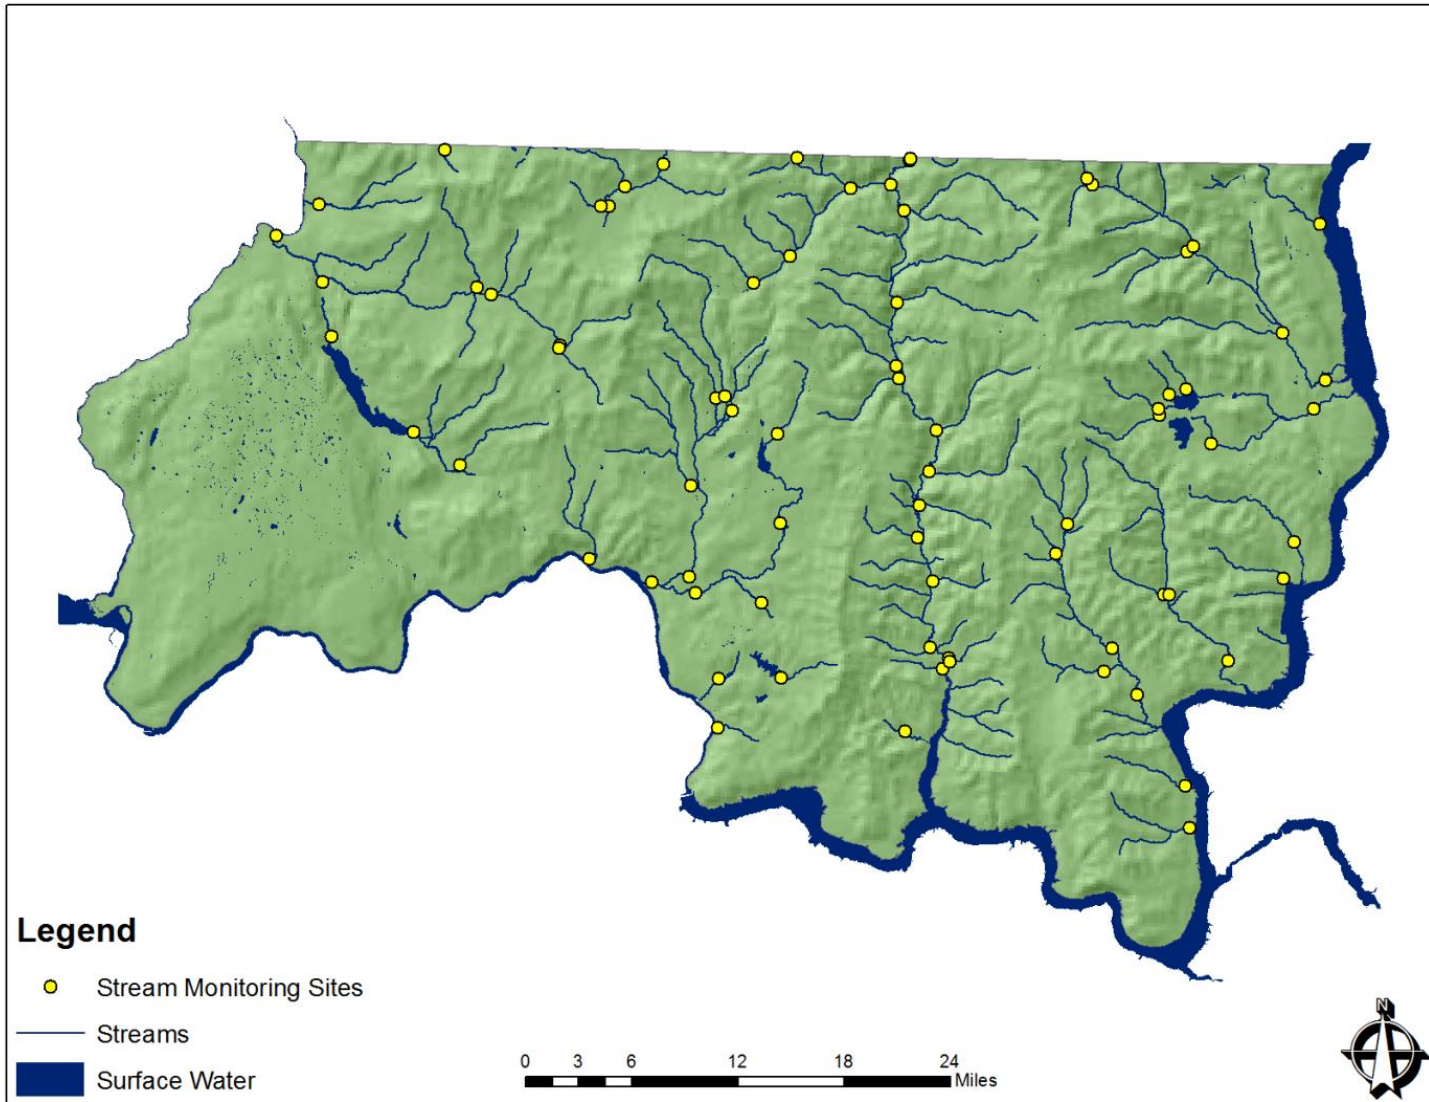 Legend
Stream Monitoring Sites
Streams
Surface Water
0 3 6 12 18 24
Miles
N